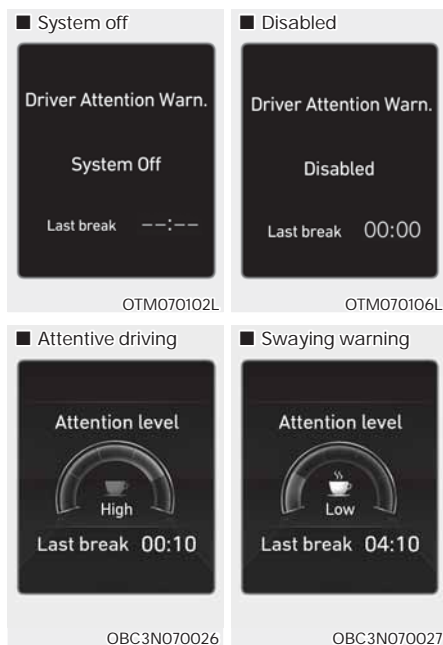 ■ System off
Driver Attention Warn.
System Off
Last break --:--
OTM070102L
■ Disabled
Driver Attention Warn.
Disabled
Last break 00:00
OTM070106L
■ Attentive driving
Attention level
High
Last break 00:10
OBC3N070026
■ Swaying warning
Attention level
Low
Last break 04:10
OBC3N070027